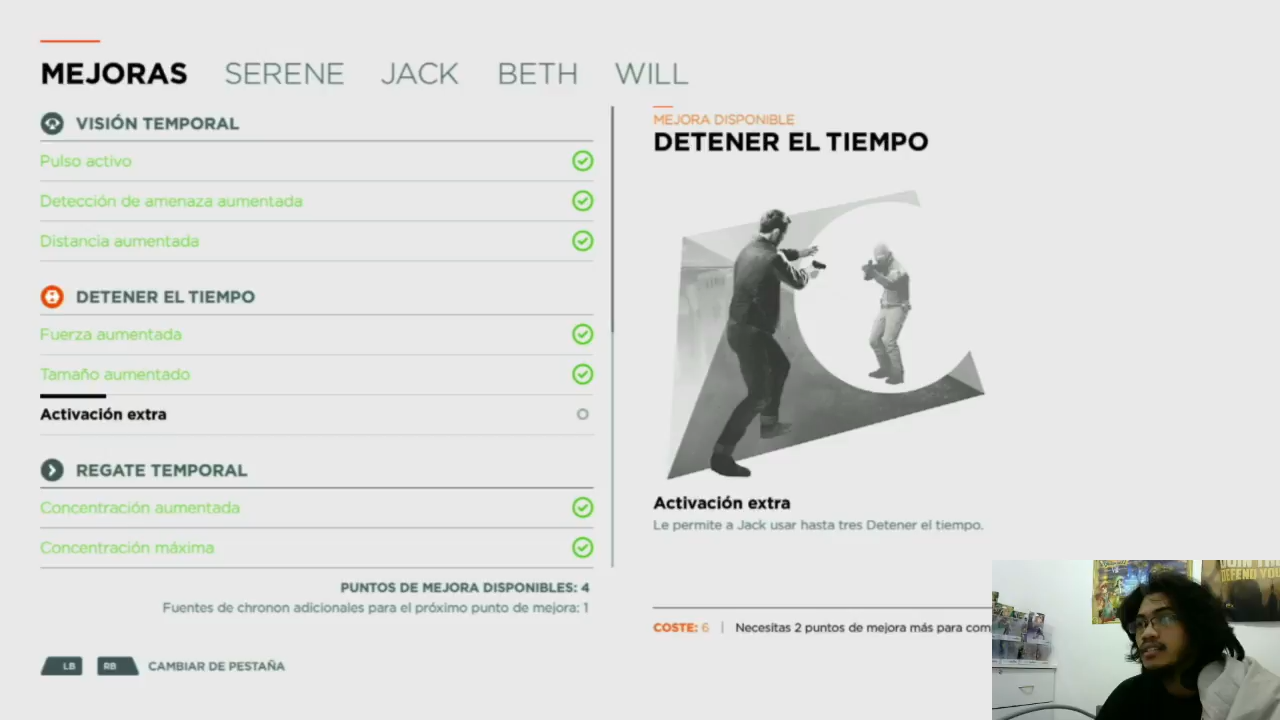 MEJORAS SERENE JACK BETH WILL
VISIÓN TEMPORAL
Pulso activo
Detección de amenaza aumentada
Distancia aumentada
DETENER EL TIEMPO
Fuerza aumentada
Tamaño aumentado
Activación extra
REGATE TEMPORAL
Concentración aumentada
Concentración máxima
PUNTOS DE MEJORA DISPONIBLES: 4
Fuentes de chronon adicionales para el próximo punto de mejora: 1
LB RB CAMBIAR DE PESTAÑA
MEJORA DISPONIBLE
DETENER EL TIEMPO
Activación extra
Le permite a Jack usar hasta tres Detener el tiempo.
COSTE: 6 | Necesitas 2 puntos de mejora más para com
DEFEND YOU